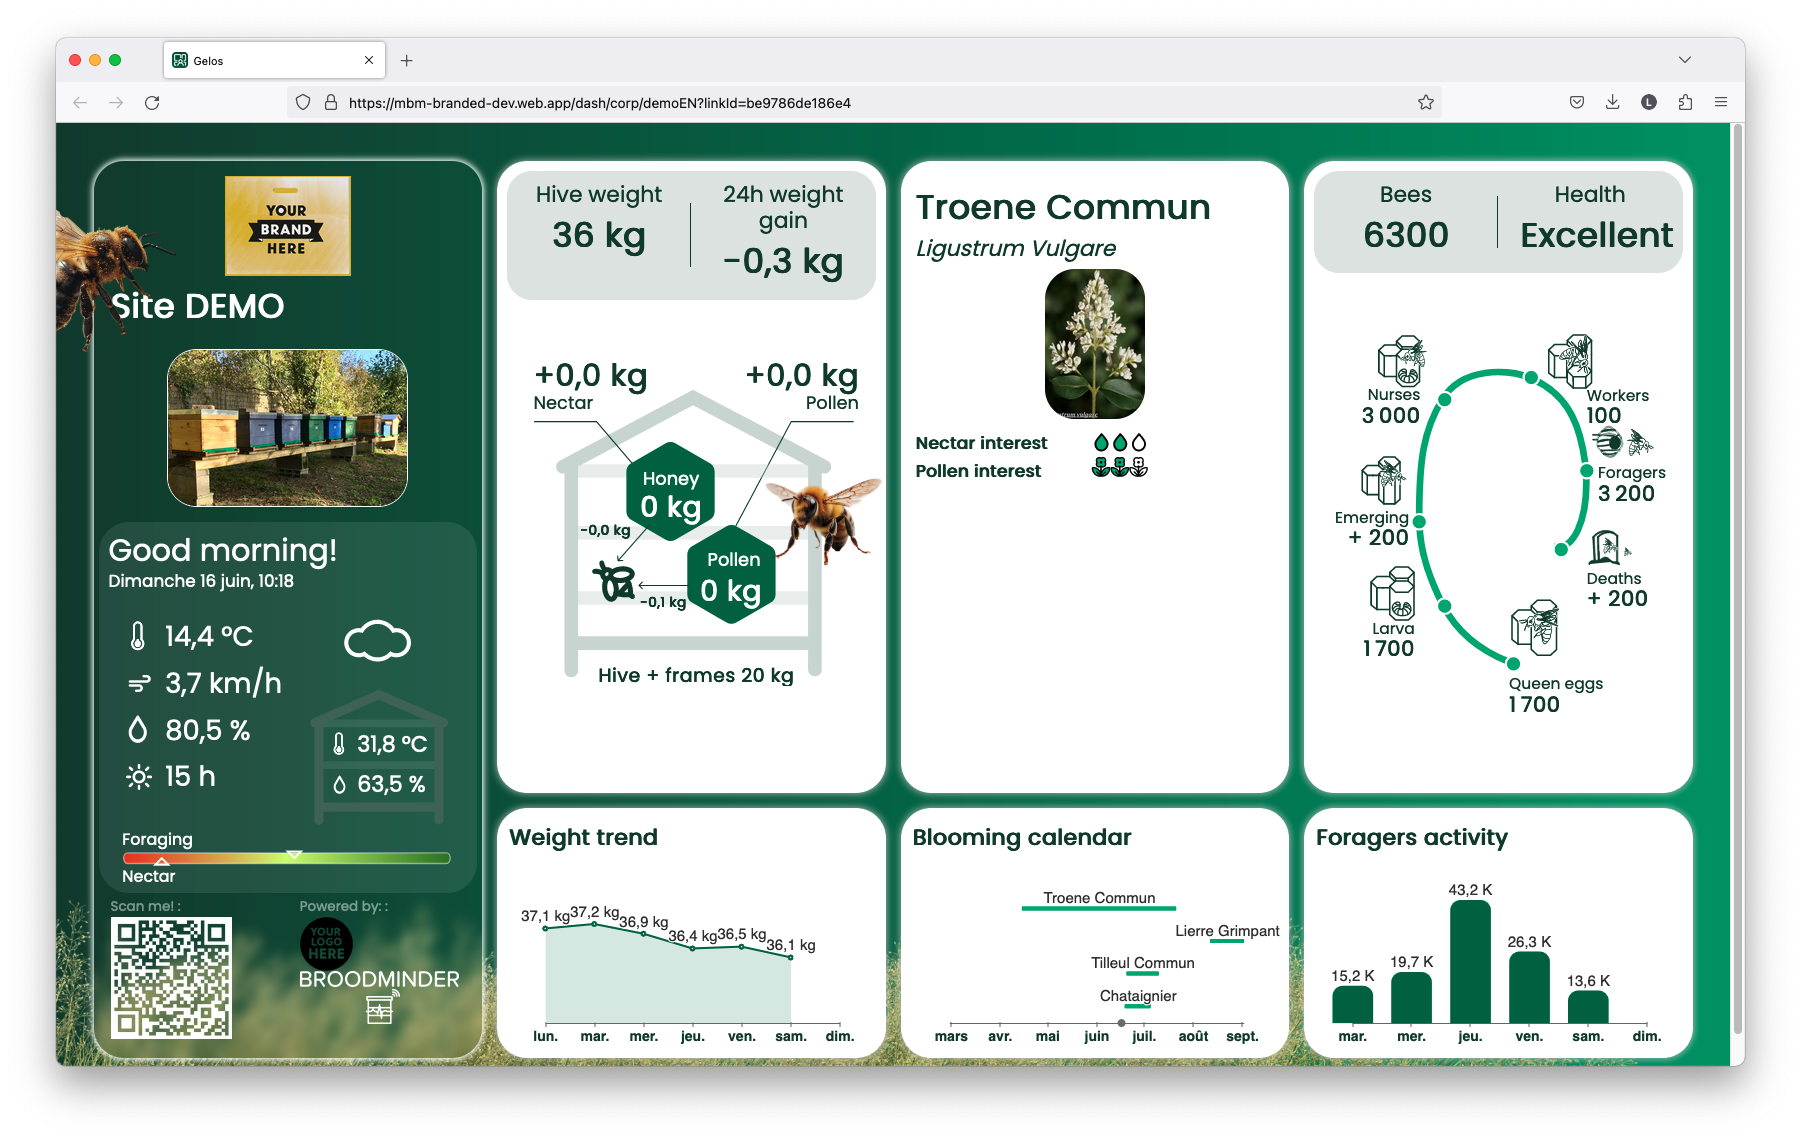 Gelos
https://mbm-branded-dev.web.app/dash/corp/demoEN?linkId=be9786de186e4
L
YOUR
BRAND
HERE
Site DEMO
Good morning!
Dimanche 16 juin, 10:18
14,4 °C
3,7 km/h
80,5 %
15 h
31,8 °C
63,5 %
Foraging
Nectar
Scan me! :
Powered by: :
YOUR
LOGO
HERE
BROODMINDER
Hive weight
36 kg
24h weight
gain
-0,3 kg
+0,0 kg
Nectar
+0,0 kg
Pollen
Honey
0 kg
-0,0 kg
Pollen
0 kg
-0,1 kg
Hive + frames 20 kg
Troene Commun
Ligustrum Vulgare
Nectar interest
Pollen interest
Bees
6300
Health
Excellent
Nurses
3 000
Workers
100
Foragers
3 200
Emerging
+ 200
Deaths
+ 200
Larva
1 700
Queen eggs
1 700
Weight trend
37,1 kg
37,2 kg
36,9 kg
36,4 kg
36,5 kg
36,1 kg
lun. mar. mer. jeu. ven. sam. dim.
Blooming calendar
Troene Commun
Lierre Grimpant
Tilleul Commun
Chataignier
mars avr. mai juin juil. août sept.
Foragers activity
15,2 K
19,7 K
43,2 K
26,3 K
13,6 K
mar. mer. jeu. ven. sam. dim.